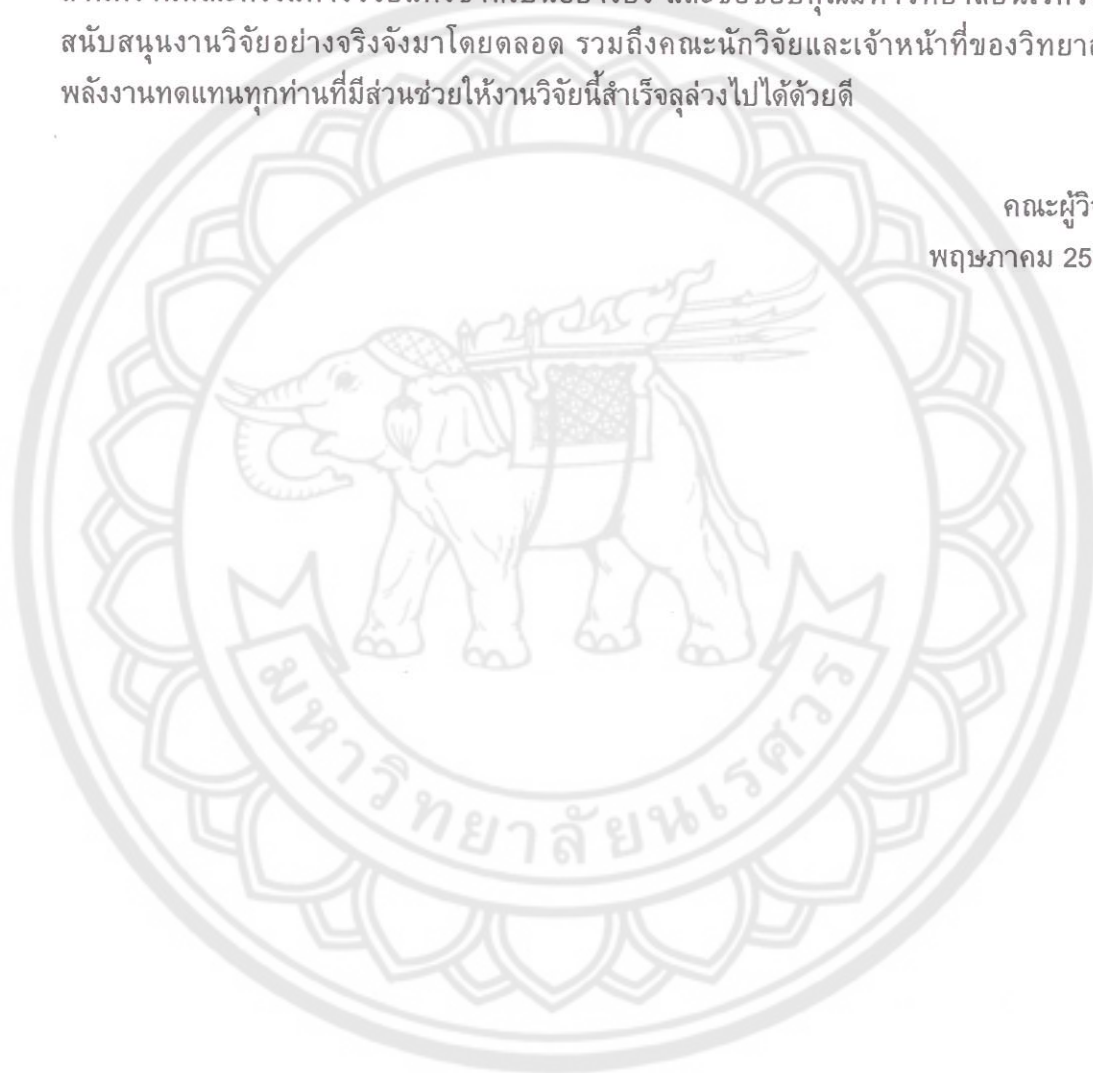 สนับสนุนงานวิจัยอย่างจริงจังมาโดยตลอด รวมถึงคณะนักวิจัยและเจ้าหน้าที่ของวิทยา
พลังงานทดแทนทุกท่านที่มีส่วนช่วยให้งานวิจัยนี้สำเร็จลุล่วงไปได้ด้วยดี
คณะผู้วิ
พฤษภาคม 25
มหาวิทยาลัยนเรศวร